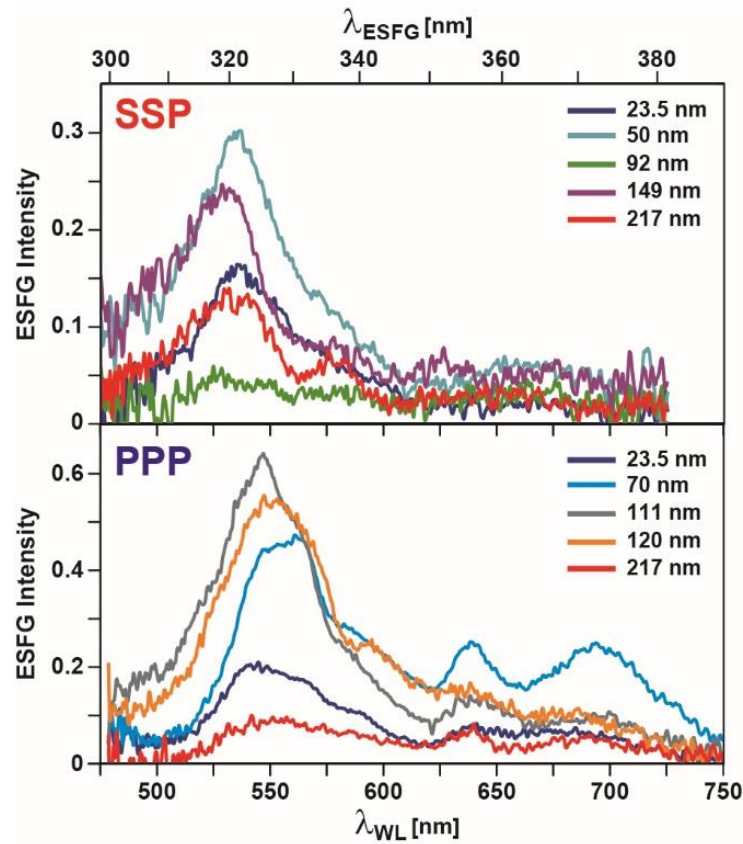 λESFG [nm]
300 320 340 360 380
SSP
23.5 nm
50 nm
92 nm
149 nm
217 nm
ESFG Intensity
0.3
0.2
0.1
0
PPP
23.5 nm
70 nm
111 nm
120 nm
217 nm
ESFG Intensity
0.6
0.4
0.2
0
500 550 600 650 700 750
λWL [nm]